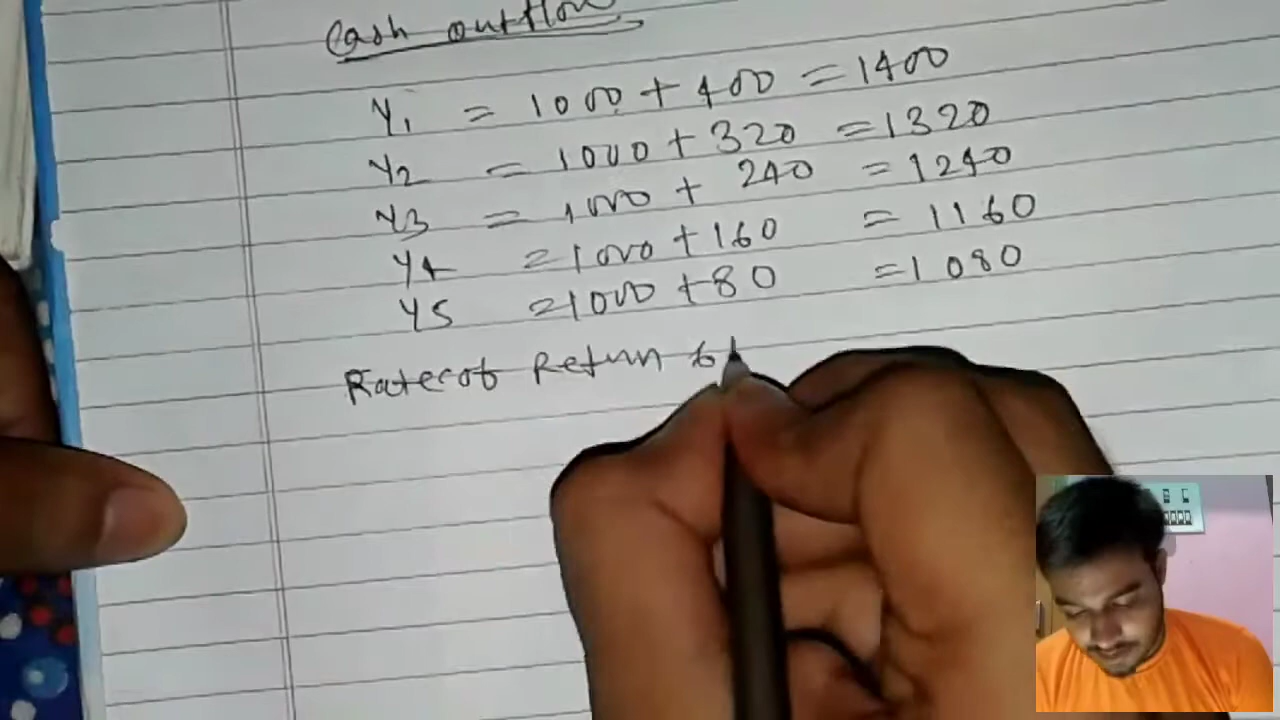 Cash outflow
Y1 = 1000 + 400 = 1400
Y2 = 1000 + 320 = 1320
Y3 = 1000 + 240 = 1240
Y4 = 1000 + 160 = 1160
Y5 = 1000 + 80 = 1080
Rate of Return